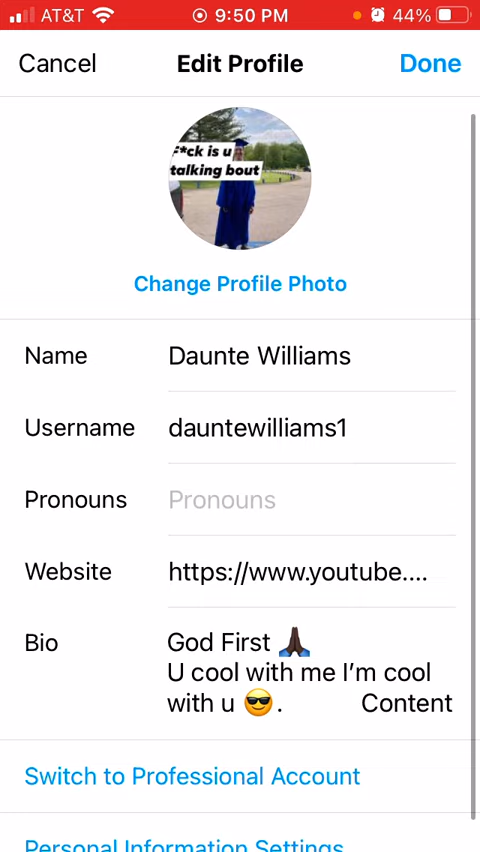 AT&T 9:50 PM 44%
Cancel Edit Profile Done
F*ck is u
talking bout
Change Profile Photo
Name Daunte Williams
Username dauntewilliams1
Pronouns Pronouns
Website https://www.youtube....
Bio God First 🙏🏿
U cool with me I’m cool
with u 😎. Content
Switch to Professional Account
Personal Information Settings